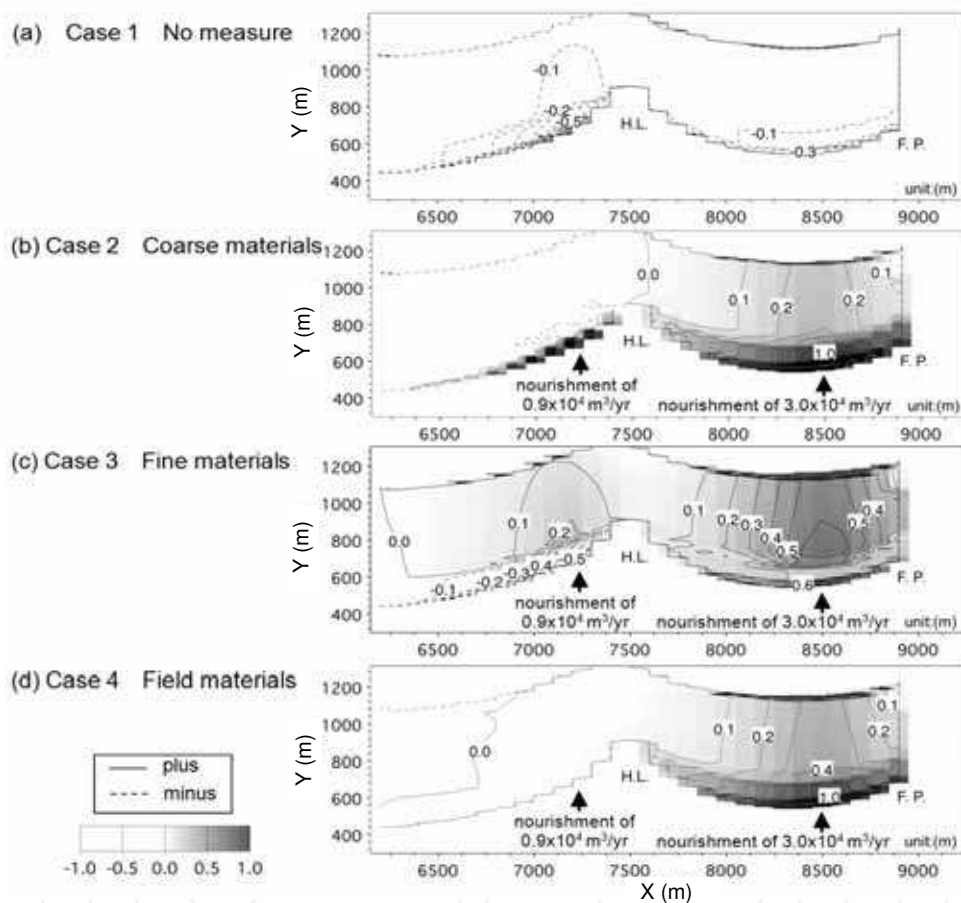 (a) Case 1 No measure
Y (m)
1200
1000
800
600
400
-0.1
-0.2
-0.5
H.L.
-0.1
-0.3
F. P.
unit:(m)
6500 7000 7500 8000 8500 9000
(b) Case 2 Coarse materials
Y (m)
1200
1000
800
600
400
0.0
0.1
0.2
0.2
0.1
1.0
H.L.
F. P.
nourishment of
0.9x10⁴ m³/yr
nourishment of 3.0x10⁴ m³/yr unit:(m)
6500 7000 7500 8000 8500 9000
(c) Case 3 Fine materials
Y (m)
1200
1000
800
600
400
0.0
0.1
0.2
-0.1
-0.2
-0.3
-0.4
-0.5
0.1
0.2
0.3
0.4
0.5
0.4
0.5
0.6
H.L.
F. P.
nourishment of
0.9x10⁴ m³/yr
nourishment of 3.0x10⁴ m³/yr unit:(m)
6500 7000 7500 8000 8500 9000
(d) Case 4 Field materials
Y (m)
1200
1000
800
600
400
0.0
0.1
0.2
0.1
0.2
0.4
1.0
H.L.
F. P.
nourishment of
0.9x10⁴ m³/yr
nourishment of 3.0x10⁴ m³/yr unit:(m)
6500 7000 7500 8000 8500 9000
X (m)
plus
minus
-1.0 -0.5 0.0 0.5 1.0